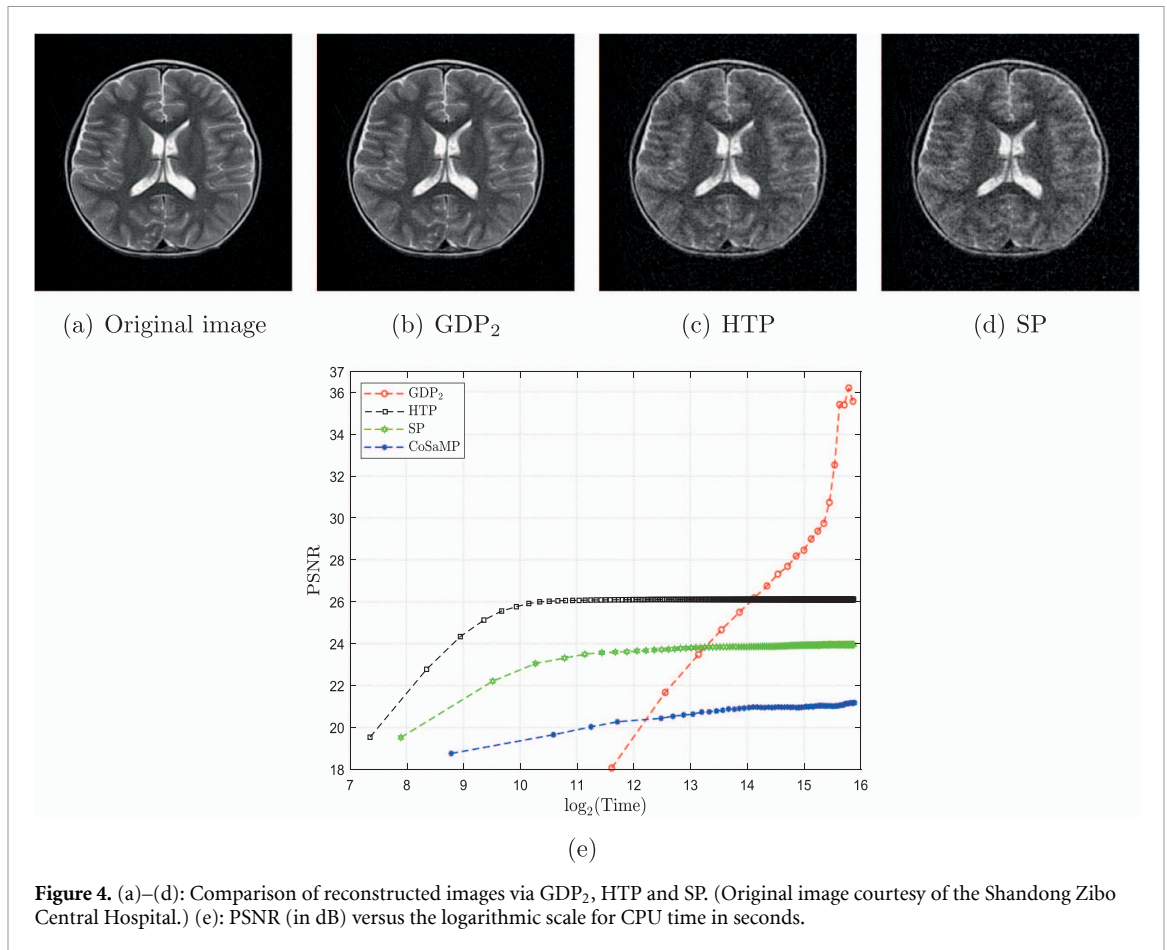 (a) Original image
(b) GDP₂
(c) HTP
(d) SP
37
36
34
32
30
28
26
24
22
20
18
PSNR
GDP₂
HTP
SP
CoSaMP
7 8 9 10 11 12 13 14 15 16
log₂(Time)
(e)
Figure 4. (a)–(d): Comparison of reconstructed images via GDP₂, HTP and SP. (Original image courtesy of the Shandong Zibo
Central Hospital.) (e): PSNR (in dB) versus the logarithmic scale for CPU time in seconds.